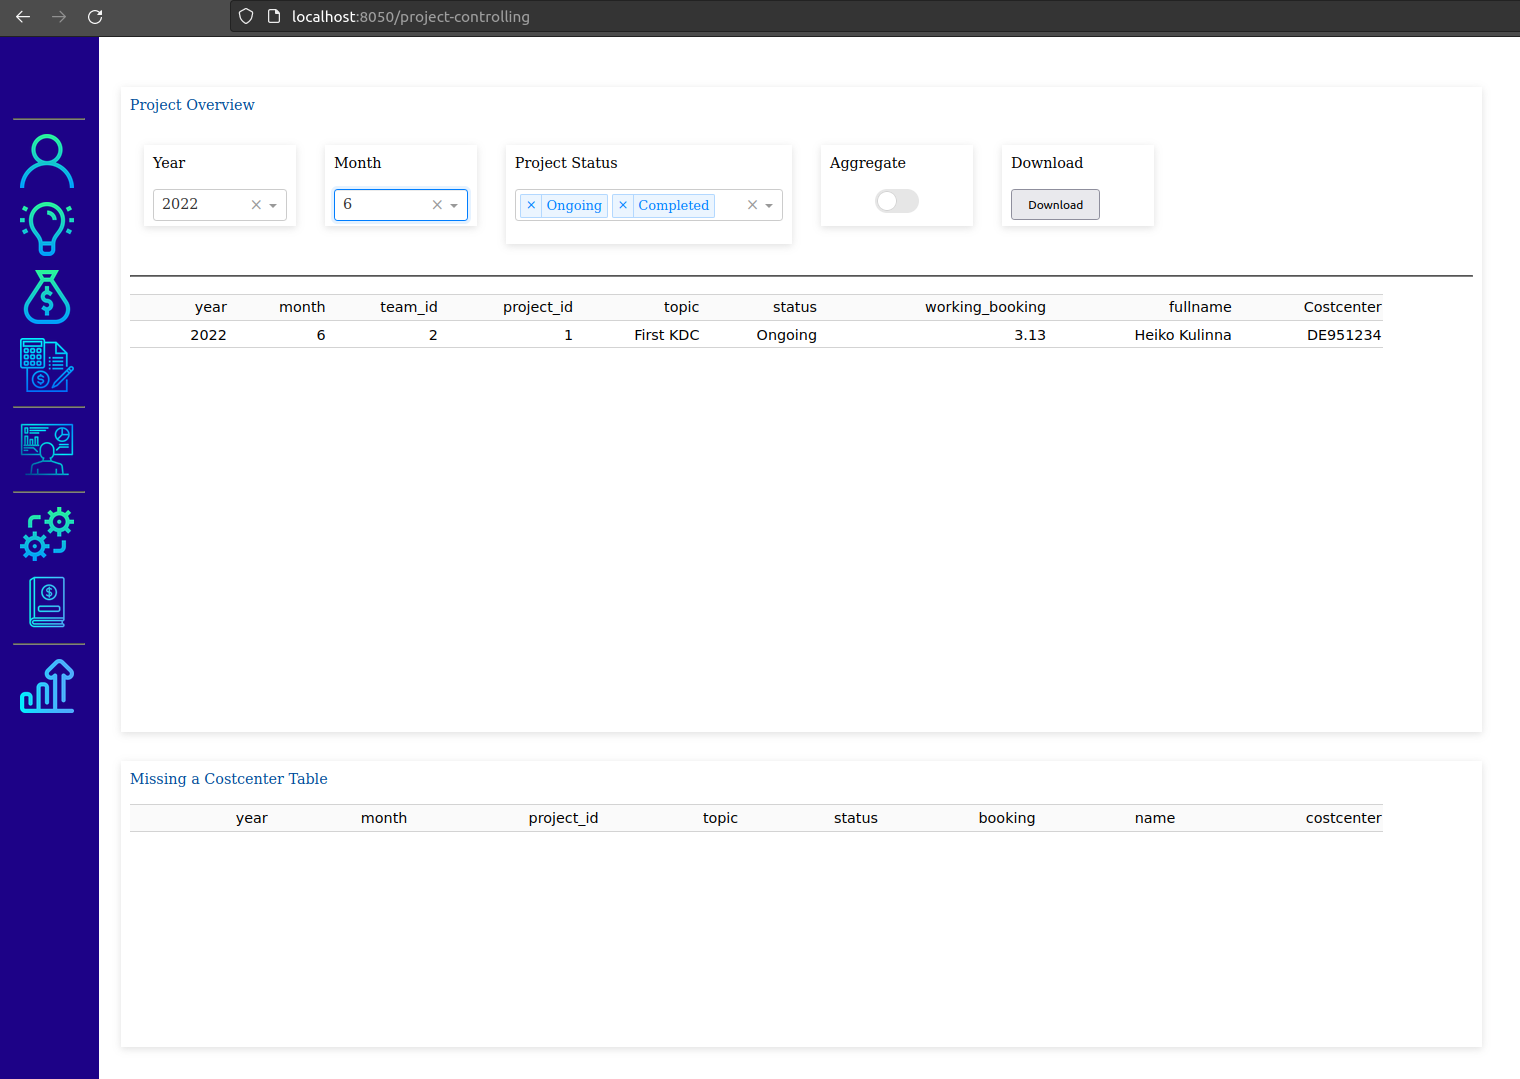 localhost:8050/project-controlling
Project Overview
Year Month Project Status Aggregate Download
2022 6 Ongoing Completed Download
year month team_id project_id topic status working_booking fullname Costcenter
2022 6 2 1 First KDC Ongoing 3.13 Heiko Kulinna DE951234
Missing a Costcenter Table
year month project_id topic status booking name costcenter